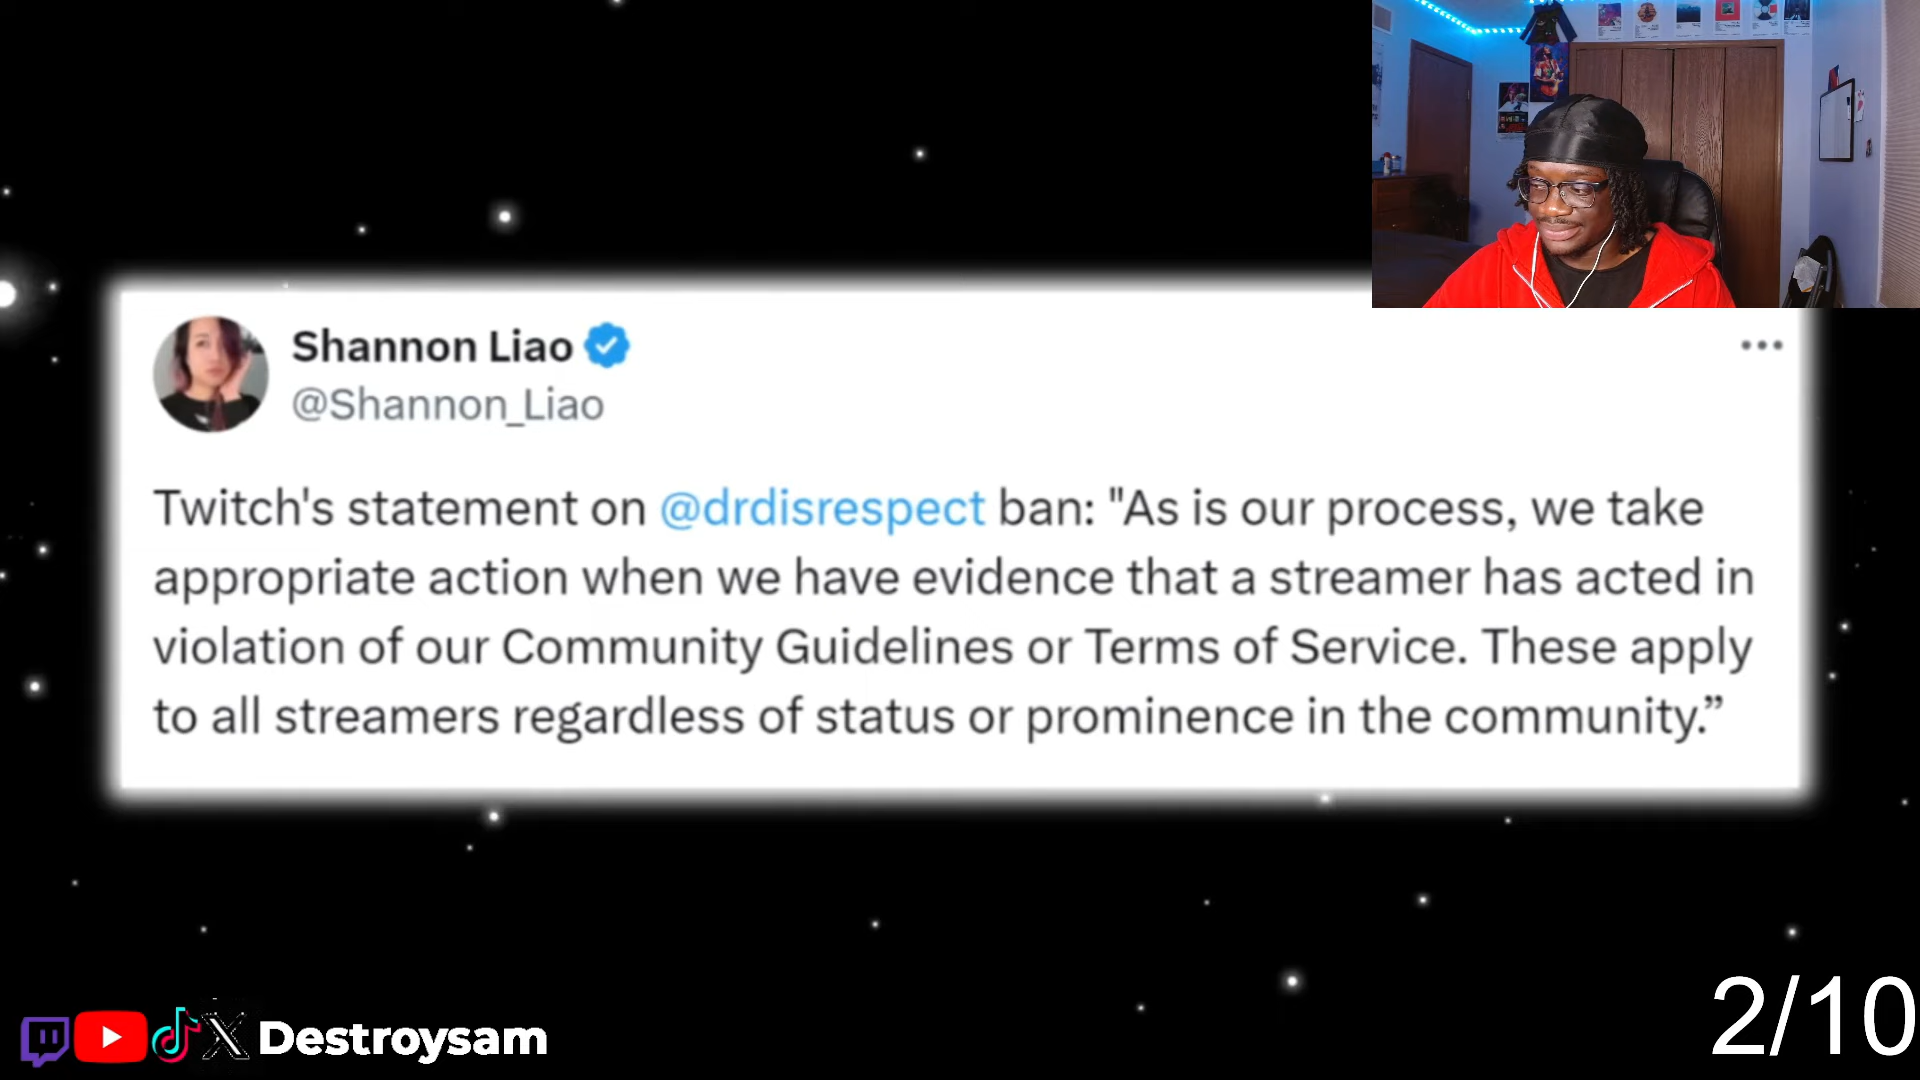 Shannon Liao
@Shannon_Liao
Twitch's statement on @drdisrespect ban: "As is our process, we take
appropriate action when we have evidence that a streamer has acted in
violation of our Community Guidelines or Terms of Service. These apply
to all streamers regardless of status or prominence in the community.”
Destroysam
2/10